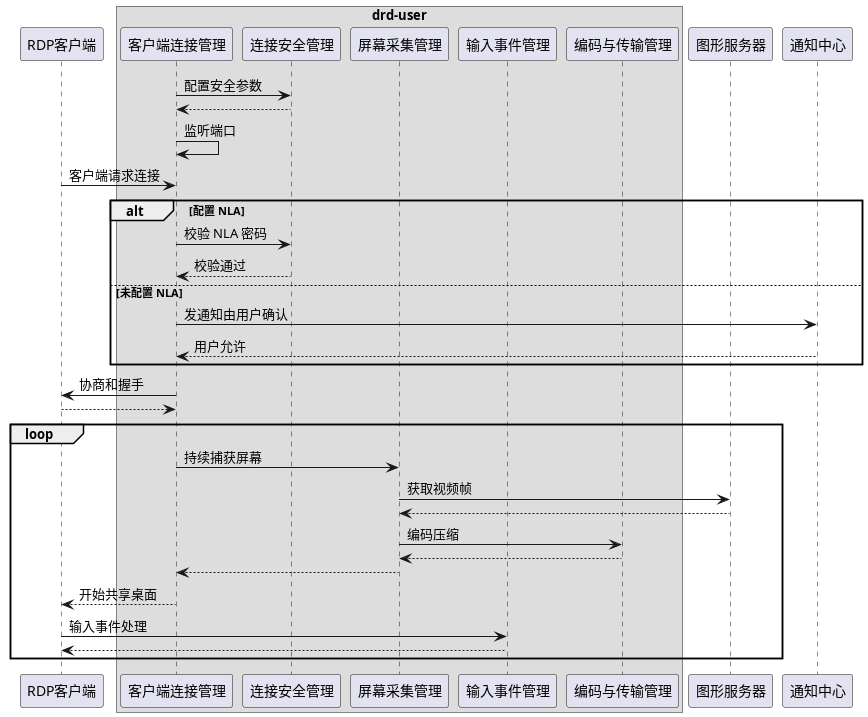 drd-user
RDP客户端
客户端连接管理
连接安全管理
屏幕采集管理
输入事件管理
编码与传输管理
图形服务器
通知中心
配置安全参数
监听端口
客户端请求连接
alt
[配置 NLA]
校验 NLA 密码
校验通过
[未配置 NLA]
发通知由用户确认
用户允许
协商和握手
loop
持续捕获屏幕
获取视频帧
编码压缩
开始共享桌面
输入事件处理
RDP客户端
客户端连接管理
连接安全管理
屏幕采集管理
输入事件管理
编码与传输管理
图形服务器
通知中心